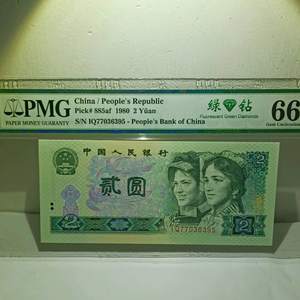 PMG
PAPER MONEY GUARANTY
China / People's Republic
Pick# 885af 1980 2 Yüan
S/N IQ77036395 - People's Bank of China
绿钻
Fluorescent Green Diamonds
66
Gem Uncirculated
中国人民银行
贰圆
2
IQ77036395
2